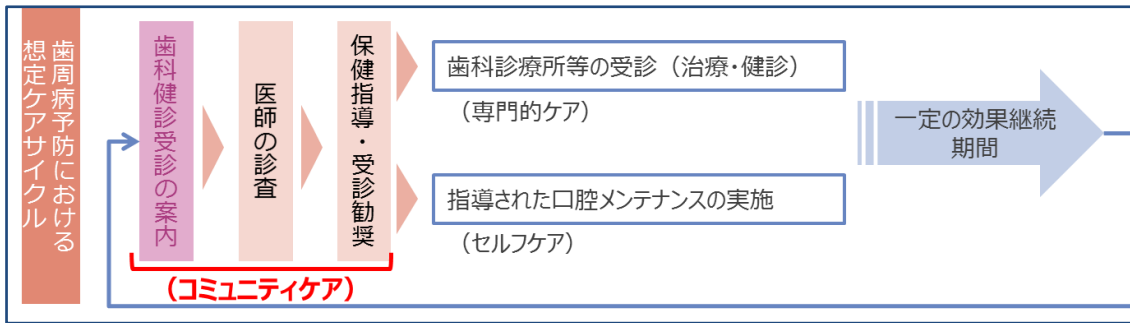 歯周病予防における
想定ケアサイクル
歯科健診受診の案内
医師の診査
保健指導・受診勧奨
(コミュニティケア)
歯科診療所等の受診（治療・健診）
（専門的ケア）
指導された口腔メンテナンスの実施
（セルフケア）
一定の効果継続
期間